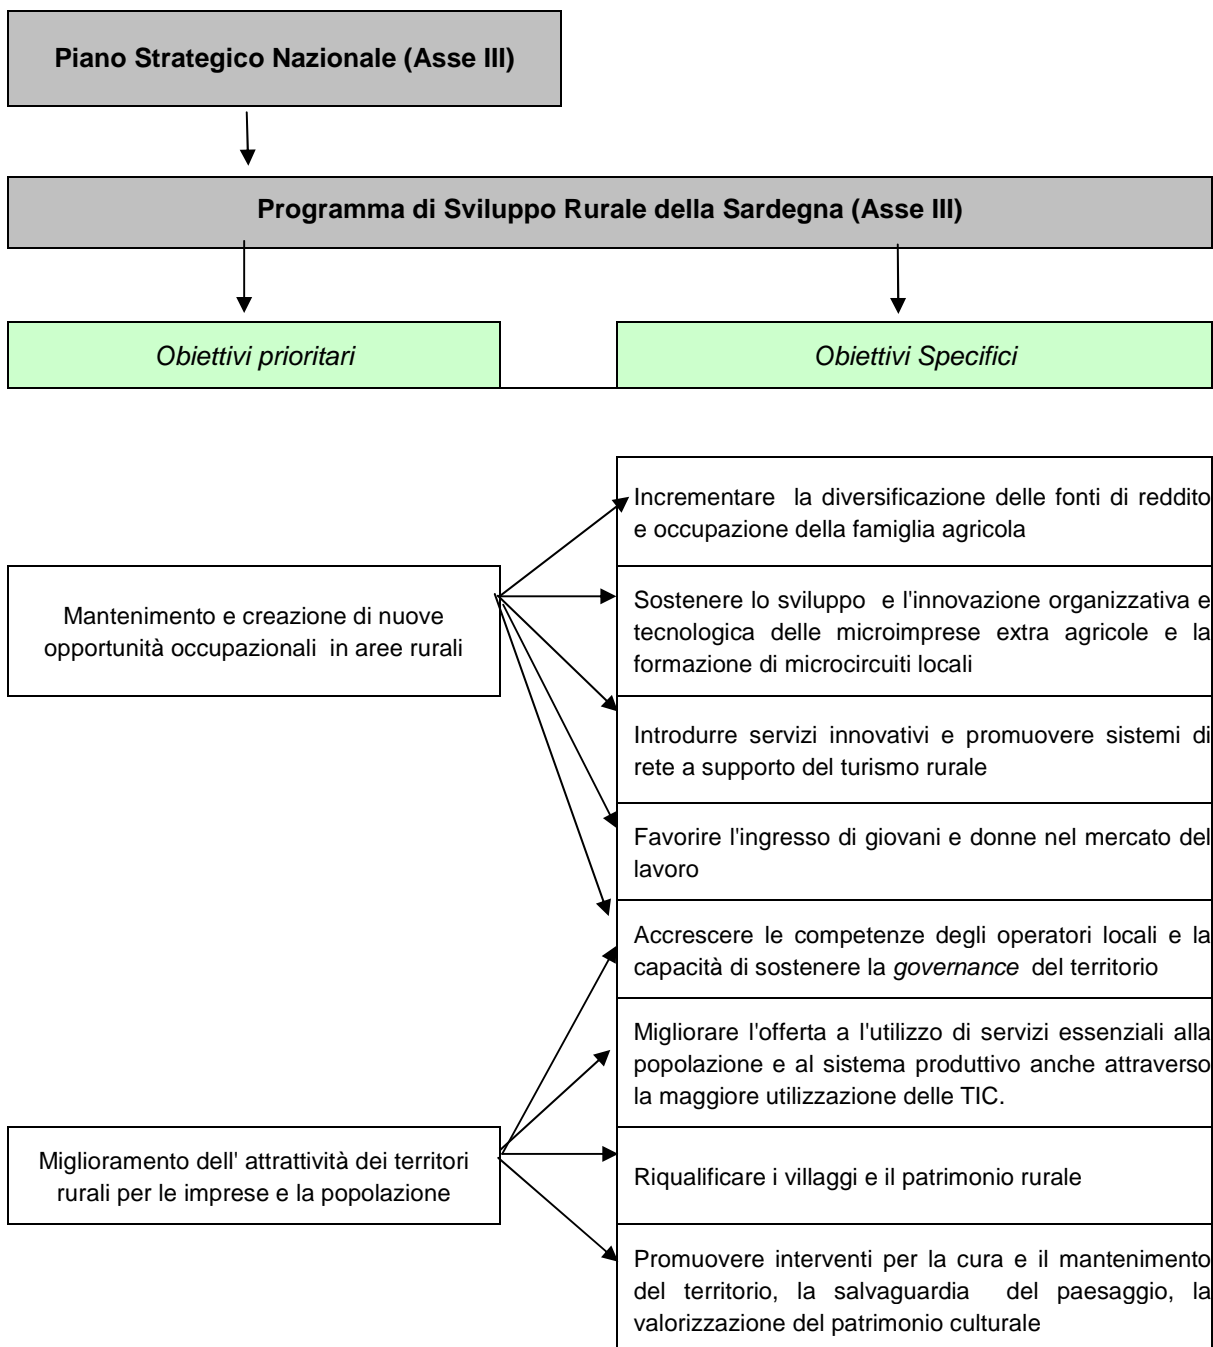 Piano Strategico Nazionale (Asse III)
Programma di Sviluppo Rurale della Sardegna (Asse III)
Obiettivi prioritari
Obiettivi Specifici
Incrementare la diversificazione delle fonti di reddito
e occupazione della famiglia agricola
Mantenimento e creazione di nuove
opportunità occupazionali in aree rurali
Sostenere lo sviluppo e l'innovazione organizzativa e
tecnologica delle microimprese extra agricole e la
formazione di microcircuiti locali
Introdurre servizi innovativi e promuovere sistemi di
rete a supporto del turismo rurale
Favorire l'ingresso di giovani e donne nel mercato del
lavoro
Accrescere le competenze degli operatori locali e la
capacità di sostenere la governance del territorio
Migliorare l'offerta a l'utilizzo di servizi essenziali alla
popolazione e al sistema produttivo anche attraverso
la maggiore utilizzazione delle TIC.
Miglioramento dell' attrattività dei territori
rurali per le imprese e la popolazione
Riqualificare i villaggi e il patrimonio rurale
Promuovere interventi per la cura e il mantenimento
del territorio, la salvaguardia del paesaggio, la
valorizzazione del patrimonio culturale